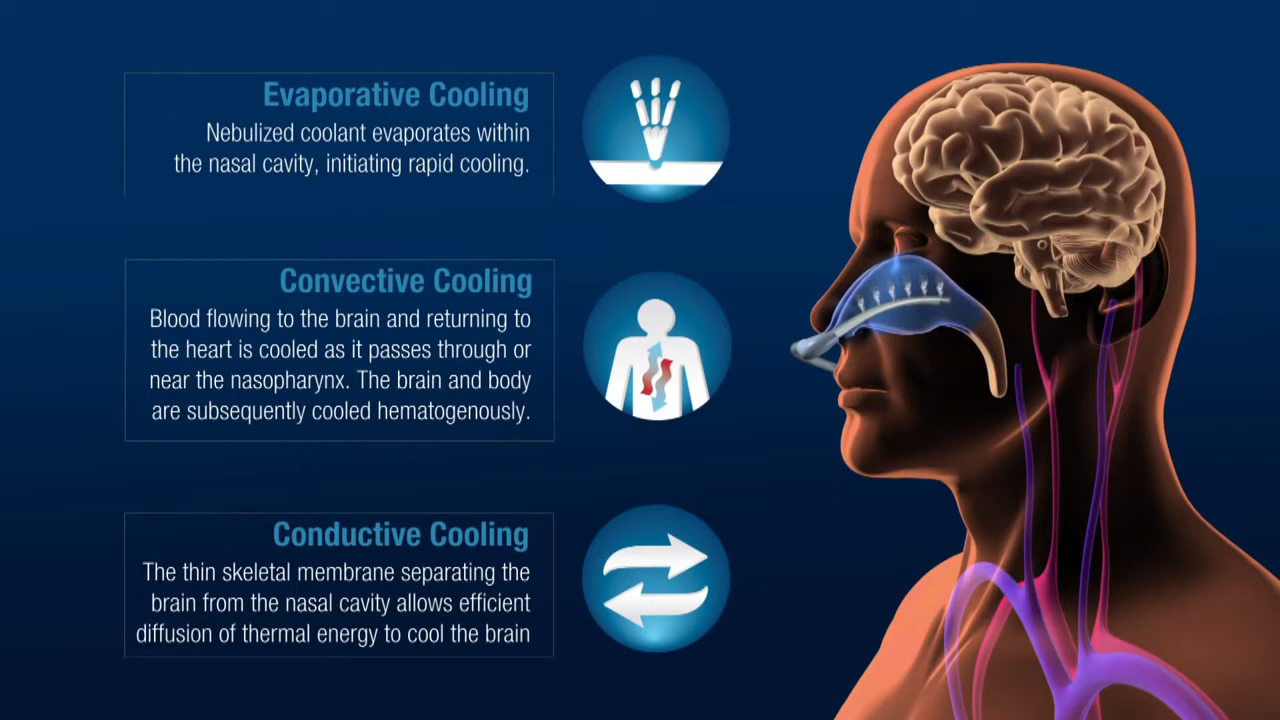 Evaporative Cooling
Nebulized coolant evaporates within
the nasal cavity, initiating rapid cooling.
Convective Cooling
Blood flowing to the brain and returning to
the heart is cooled as it passes through or
near the nasopharynx. The brain and body
are subsequently cooled hematogenously.
Conductive Cooling
The thin skeletal membrane separating the
brain from the nasal cavity allows efficient
diffusion of thermal energy to cool the brain